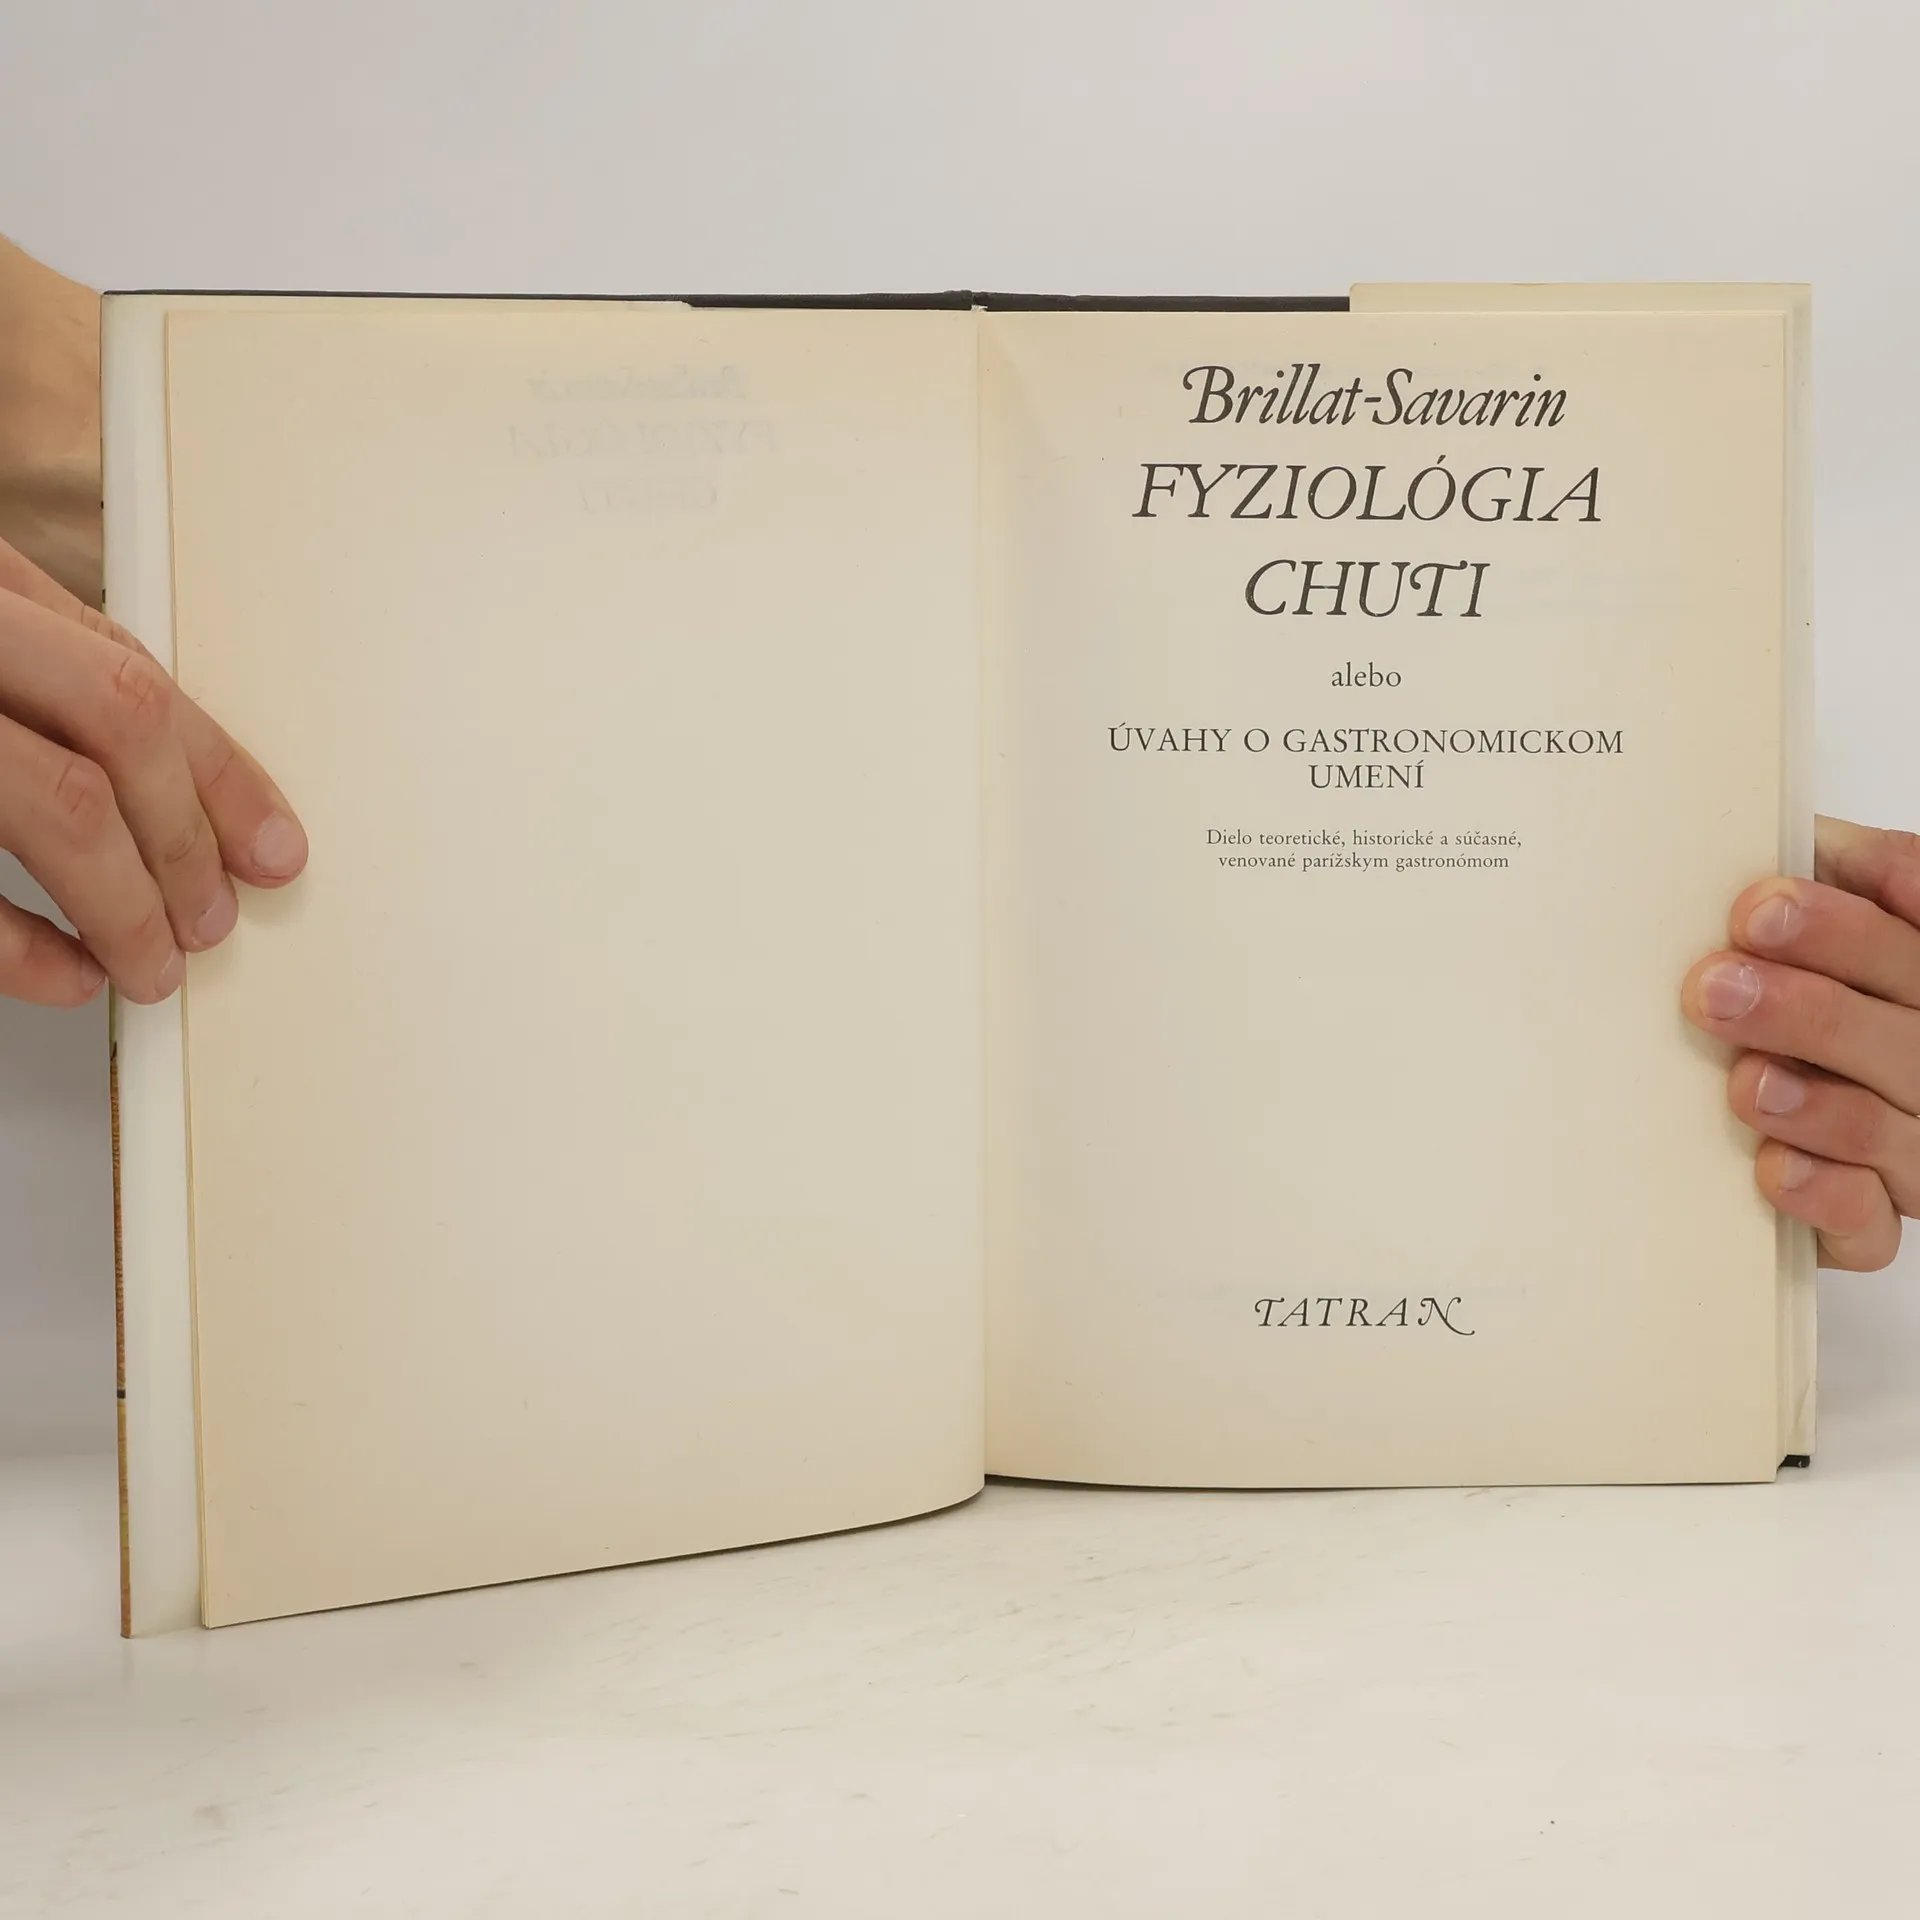 Brillat-Savarin
FYZIOLÓGIA
CHUTI
alebo
ÚVAHY O GASTRONOMICKOM
UMENÍ
Dielo teoretické, historické a súčasné,
venované parížskym gastronómom
TATRAN